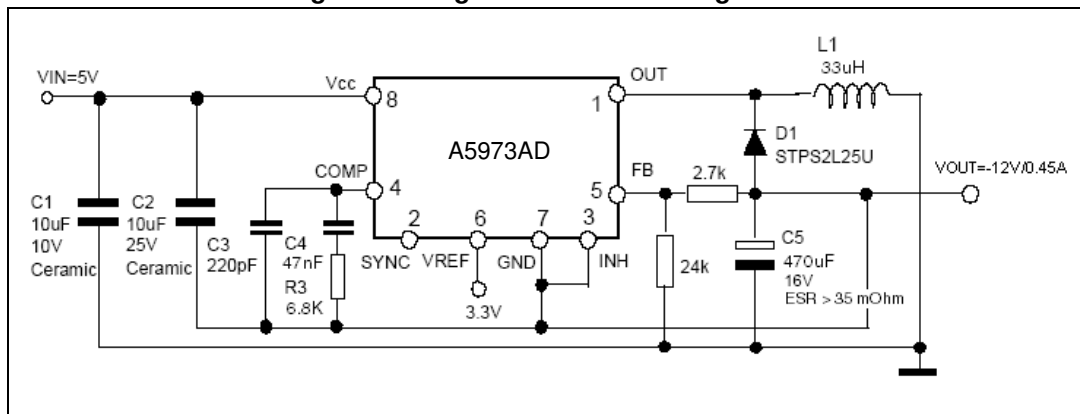 VIN=5V
Vcc
8
A5973AD
OUT
1
L1
33uH
D1
STPS2L25U
COMP
4
FB
5
2.7k
VOUT=-12V/0.45A
C1
10uF
10V
Ceramic
C2
10uF
25V
Ceramic
C3
220pF
C4
47nF
R3
6.8K
2
SYNC
6
VREF
3.3V
7
GND
3
INH
24k
C5
470uF
16V
ESR > 35 mOhm